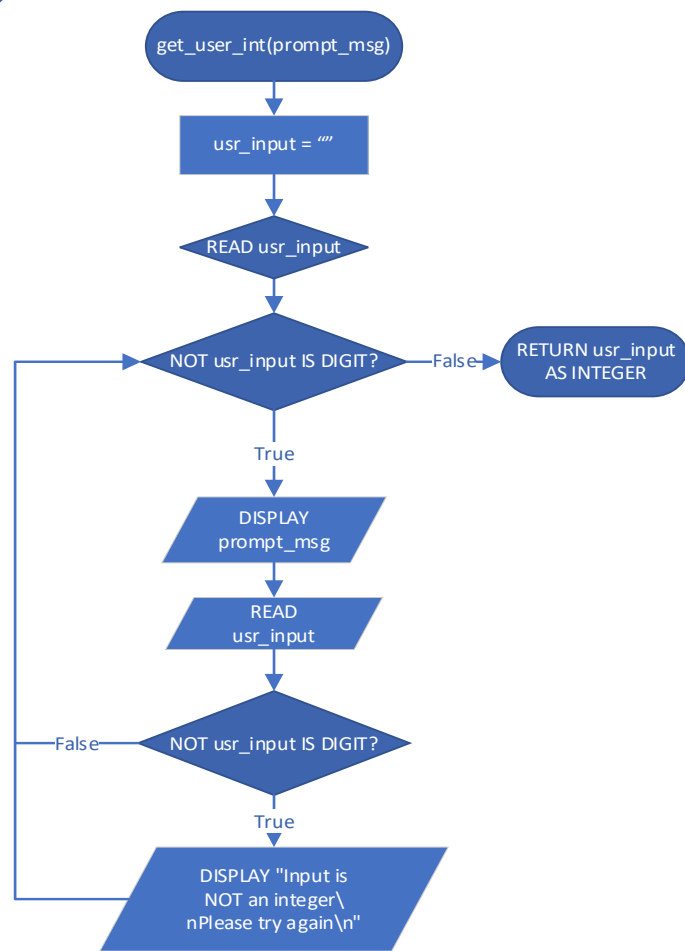 get_user_int(prompt_msg)
usr_input = “”
READ usr_input
NOT usr_input IS DIGIT?
False
RETURN usr_input
AS INTEGER
True
DISPLAY
prompt_msg
READ
usr_input
NOT usr_input IS DIGIT?
False
True
DISPLAY "Input is
NOT an integer\
nPlease try again\n"